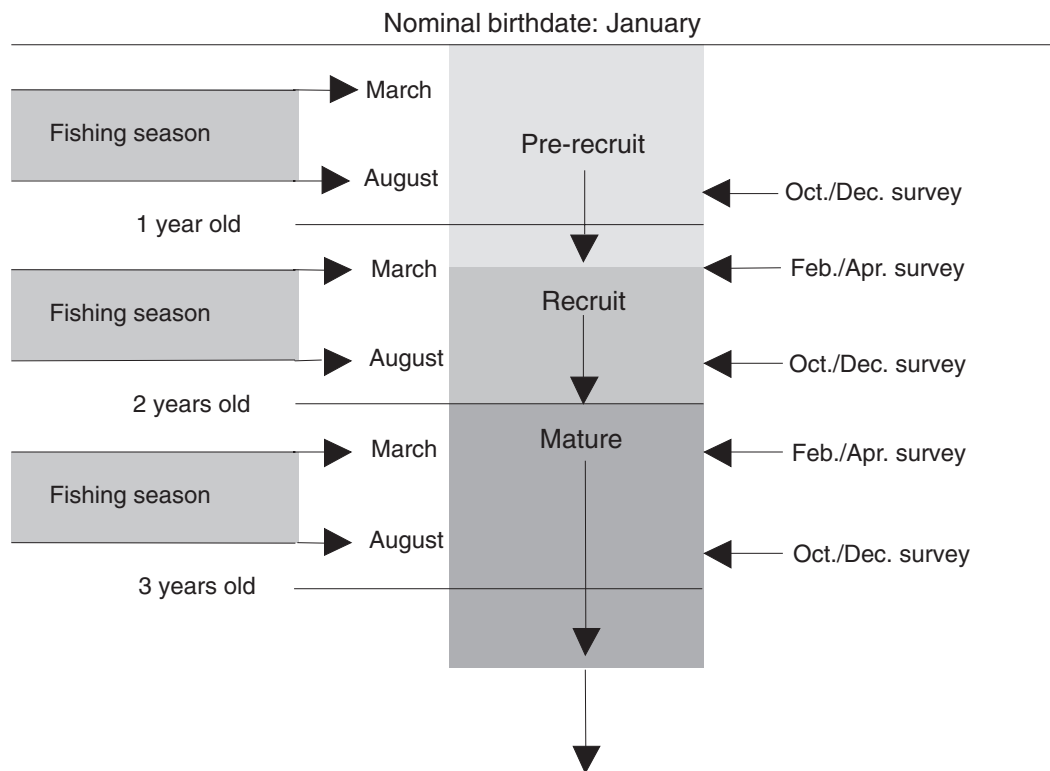 Nominal birthdate: January
March
Fishing season
Pre-recruit
August
Oct./Dec. survey
1 year old
March
Feb./Apr. survey
Recruit
Fishing season
August
Oct./Dec. survey
2 years old
Mature
March
Feb./Apr. survey
Fishing season
August
Oct./Dec. survey
3 years old